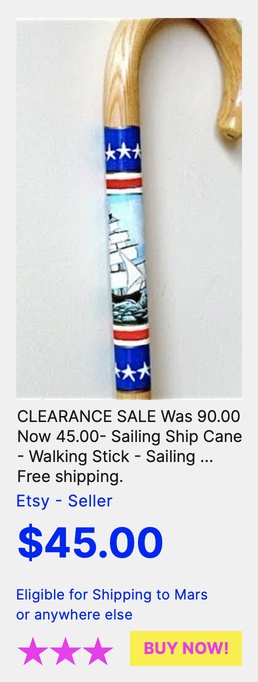 CLEARANCE SALE Was 90.00
Now 45.00- Sailing Ship Cane
- Walking Stick - Sailing ...
Free shipping.
Etsy - Seller
$45.00
Eligible for Shipping to Mars
or anywhere else
BUY NOW!